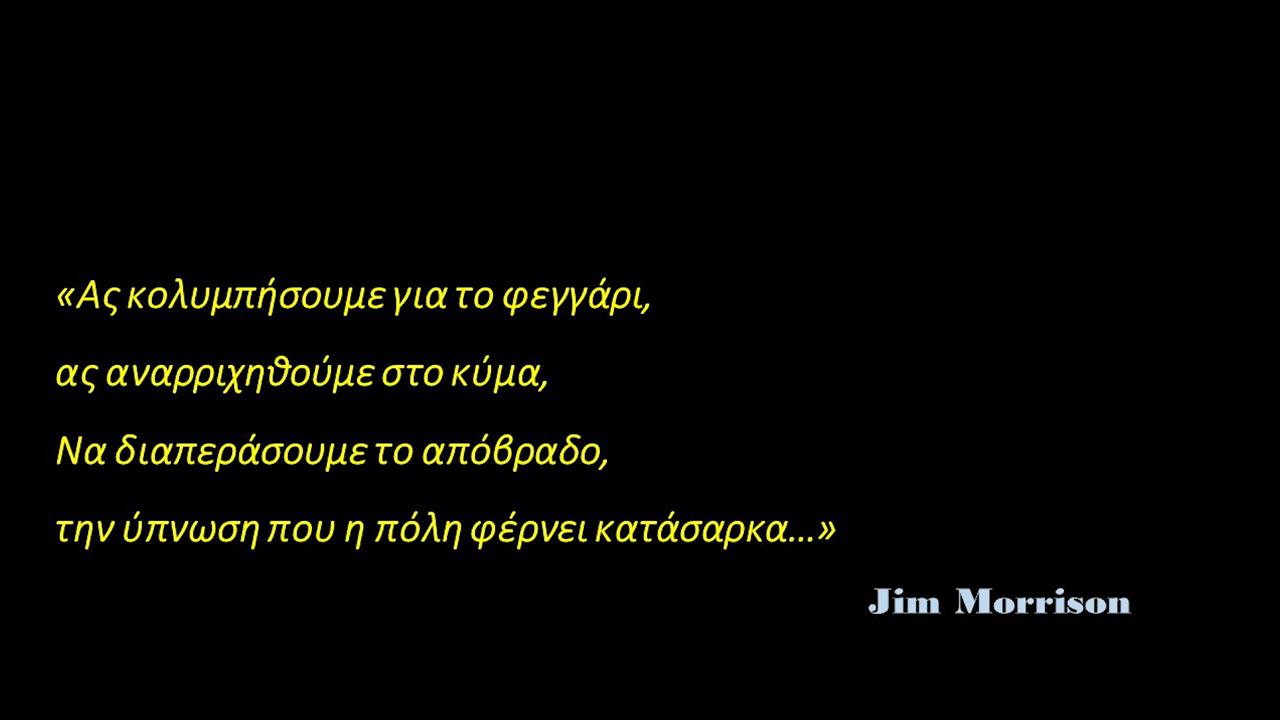 «Ας κολυμπήσουμε για το φεγγάρι,
ας αναρριχηθούμε στο κύμα,
Να διαπεράσουμε το απόβραδο,
την ύπνωση που η πόλη φέρνει κατάσαρκα...»
Jim Morrison